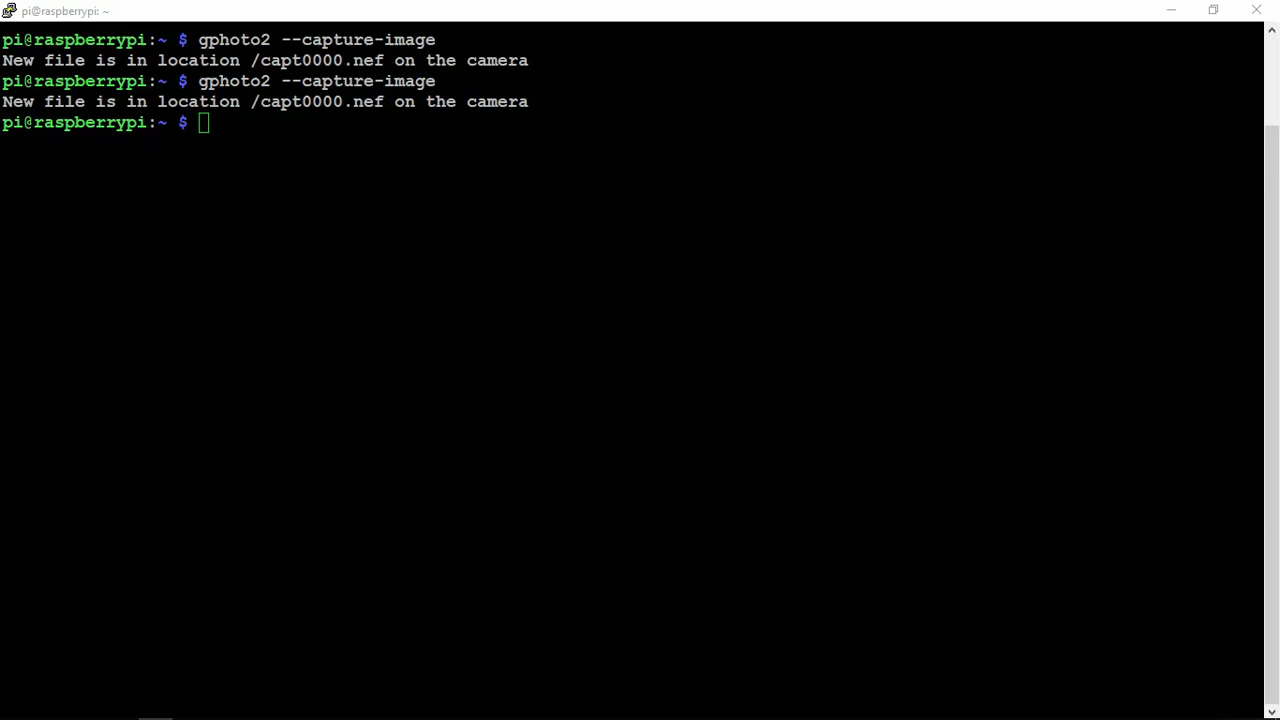 pi@raspberrypi: ~
pi@raspberrypi:~ $ gphoto2 --capture-image
New file is in location /capt0000.nef on the camera
pi@raspberrypi:~ $ gphoto2 --capture-image
New file is in location /capt0000.nef on the camera
pi@raspberrypi:~ $